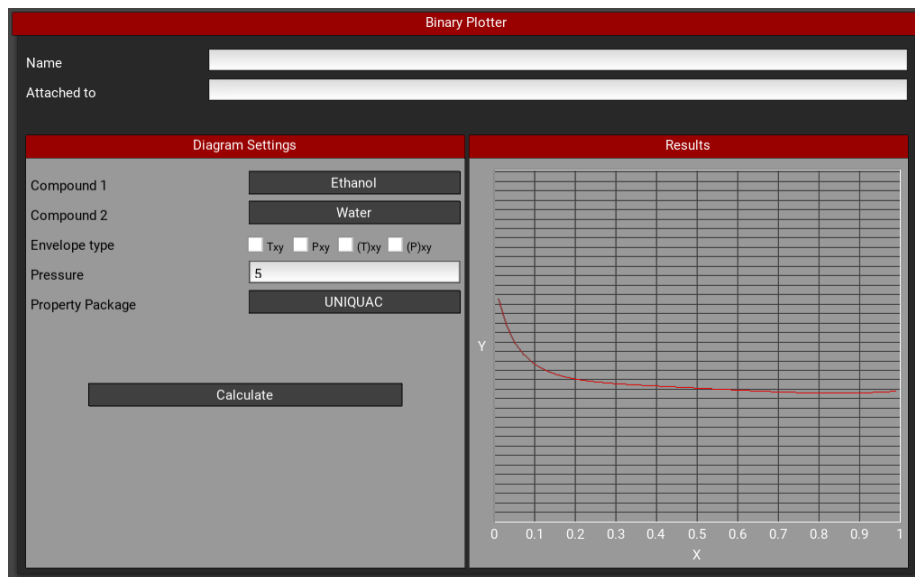 Binary Plotter
Name
Attached to
Diagram Settings
Compound 1 Ethanol
Compound 2 Water
Envelope type Txy Pxy (T)xy (P)xy
Pressure 5
Property Package UNIQUAC
Calculate
Results
Y
0 0.1 0.2 0.3 0.4 0.5 0.6 0.7 0.8 0.9 1
X